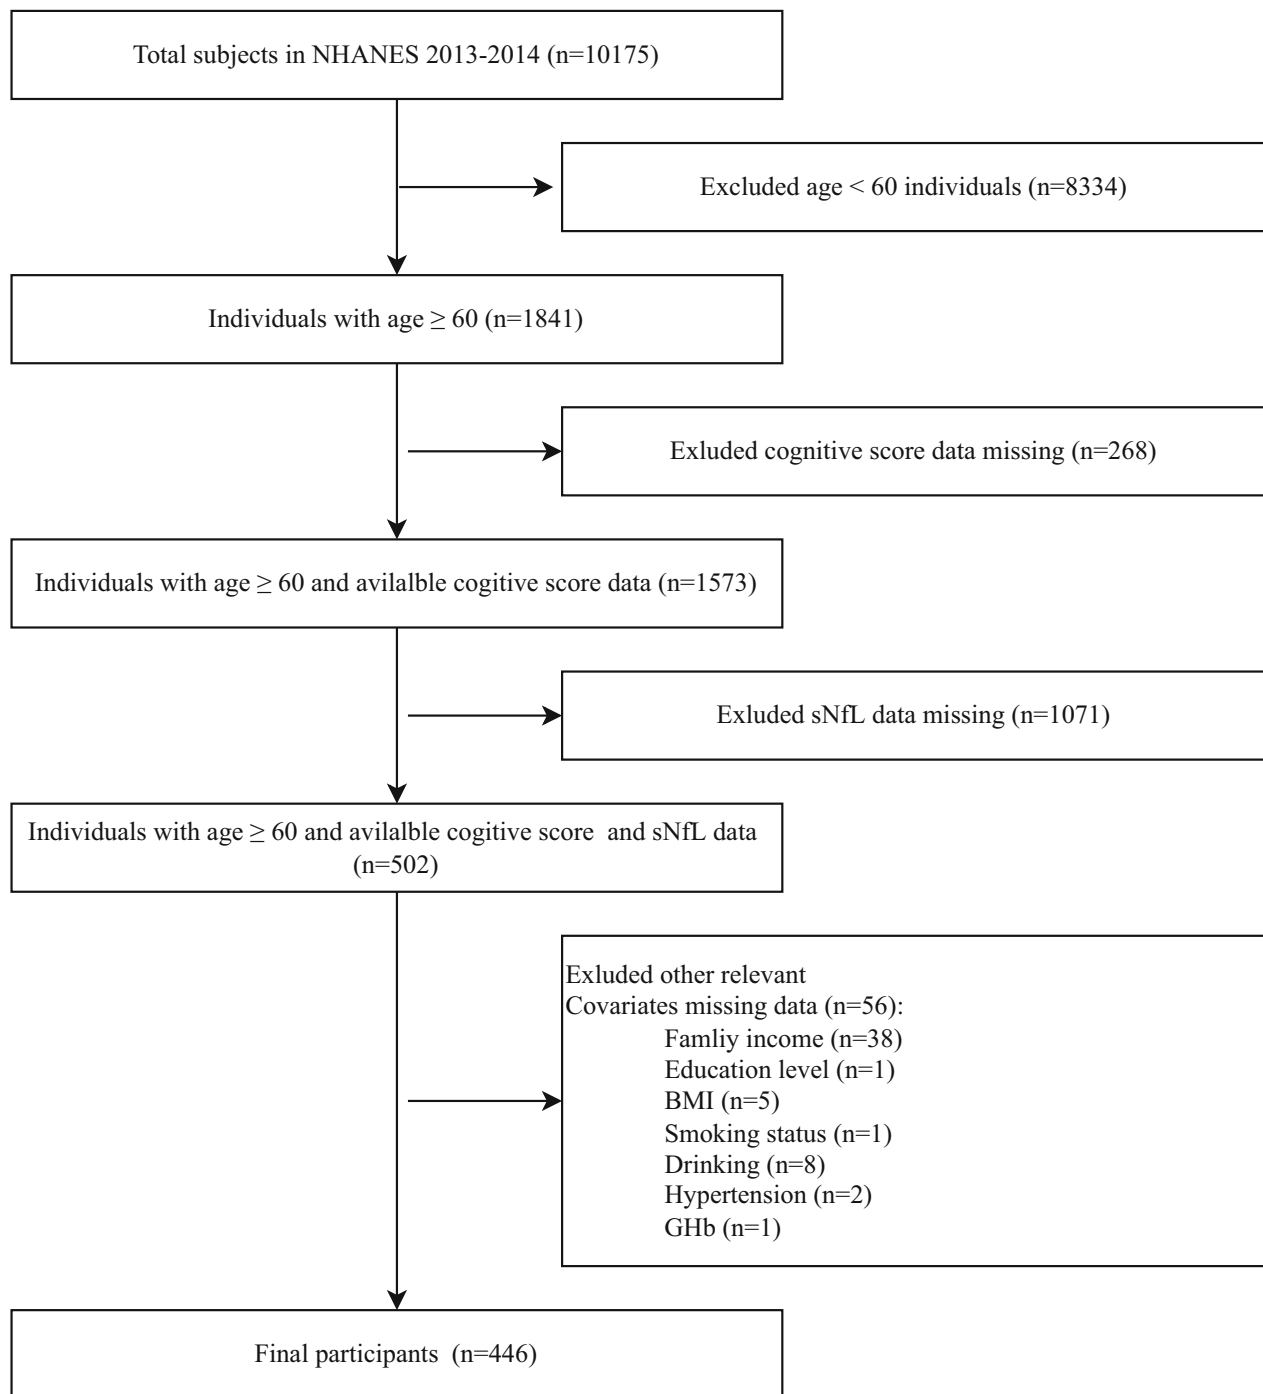 Total subjects in NHANES 2013-2014 (n=10175)
Excluded age < 60 individuals (n=8334)
Individuals with age ≥ 60 (n=1841)
Exluded cognitive score data missing (n=268)
Individuals with age ≥ 60 and avilalble cogitive score data (n=1573)
Exluded sNfL data missing (n=1071)
Individuals with age ≥ 60 and avilalble cogitive score and sNfL data
(n=502)
Exluded other relevant
Covariates missing data (n=56):
Famliy income (n=38)
Education level (n=1)
BMI (n=5)
Smoking status (n=1)
Drinking (n=8)
Hypertension (n=2)
GHb (n=1)
Final participants (n=446)